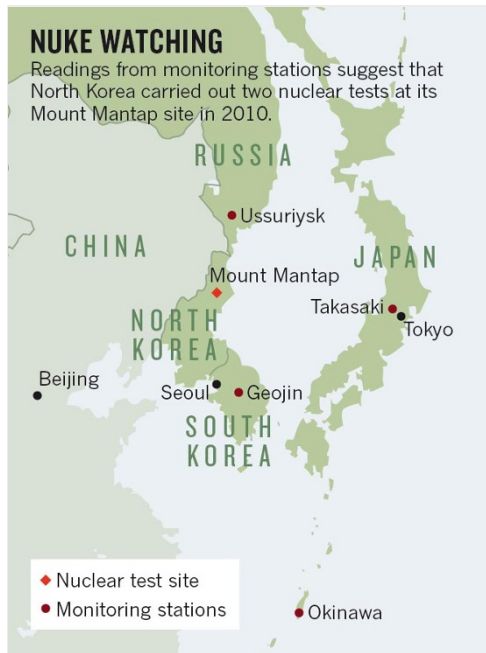 NUKE WATCHING
Readings from monitoring stations suggest that
North Korea carried out two nuclear tests at its
Mount Mantap site in 2010.
RUSSIA
Ussuriysk
CHINA
JAPAN
Mount Mantap
Takasaki
Tokyo
NORTH
KOREA
Beijing
Seoul
Geojin
SOUTH
KOREA
Nuclear test site
Monitoring stations
Okinawa